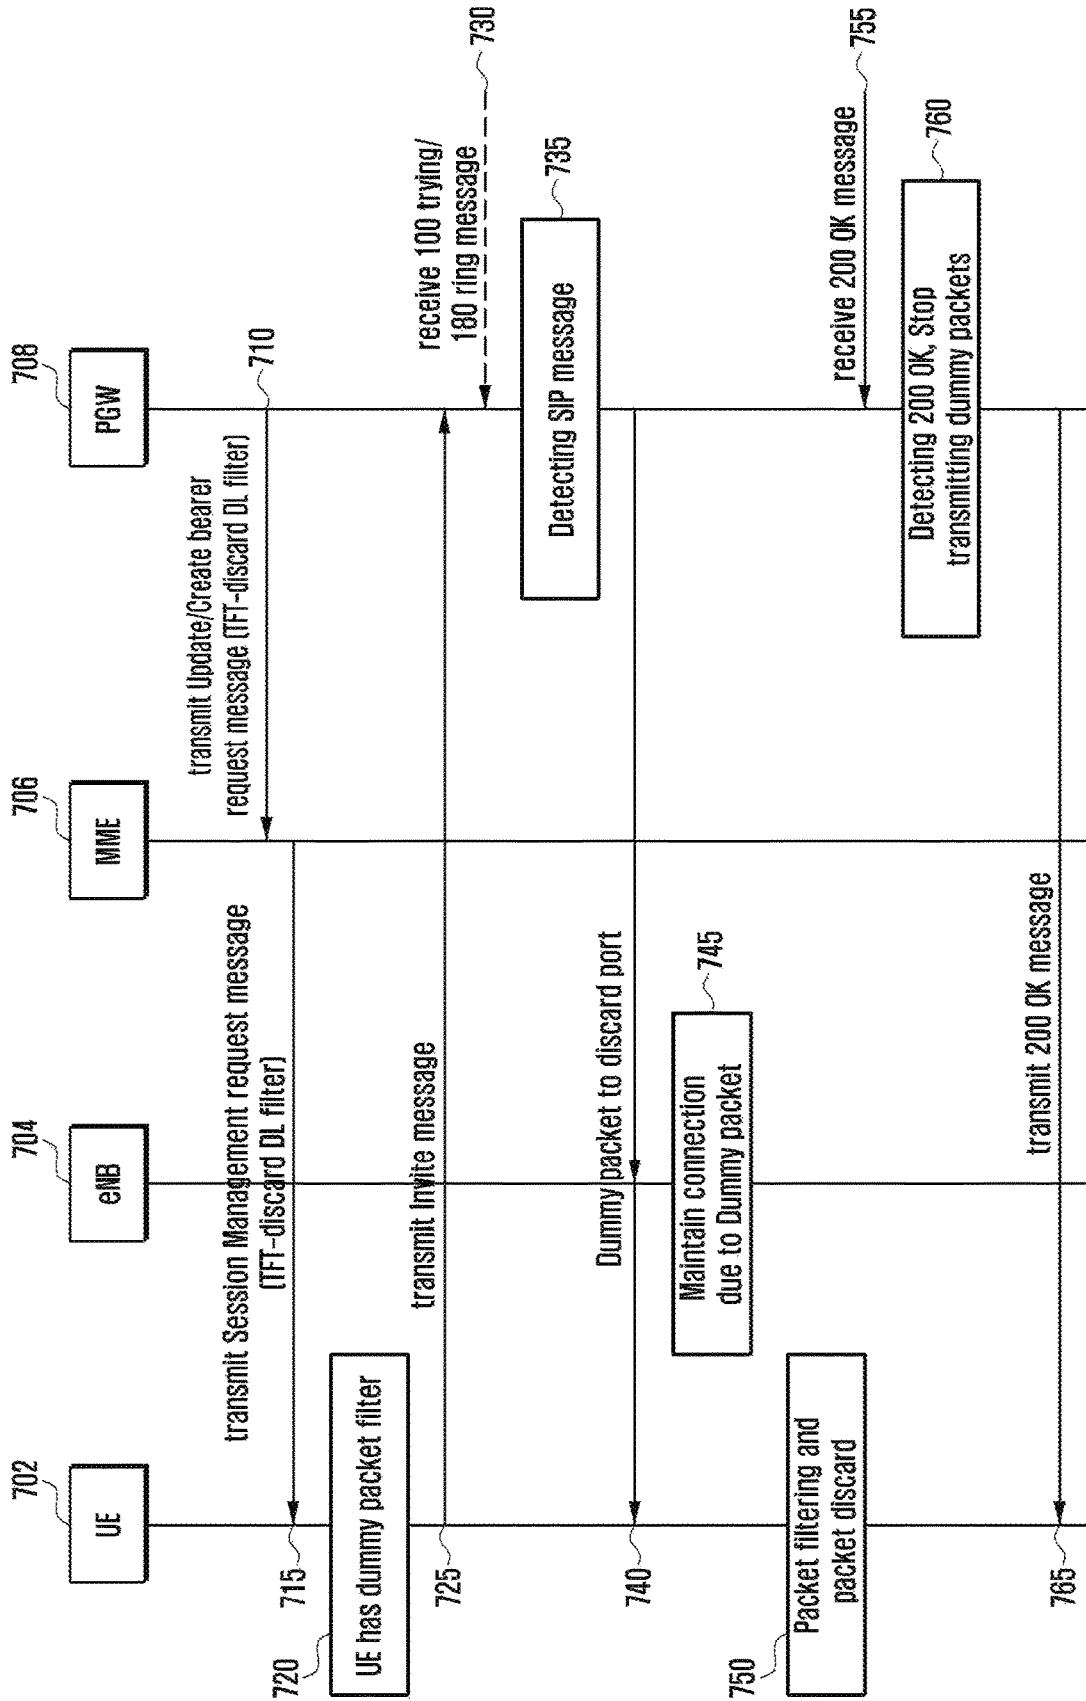 702
UE
704
eNB
706
MME
708
PGW
transmit Update/Create bearer
request message (TFT-discard DL filter)
710
transmit Session Management request message
(TFT-discard DL filter)
715
720
UE has dummy packet filter
transmit Invite message
725
receive 100 trying/
180 ring message
730
Detecting SIP message
735
Dummy packet to discard port
740
Maintain connection
due to Dummy packet
745
750
Packet filtering and
packet discard
receive 200 OK message
755
Detecting 200 OK, Stop
transmitting dummy packets
760
transmit 200 OK message
765